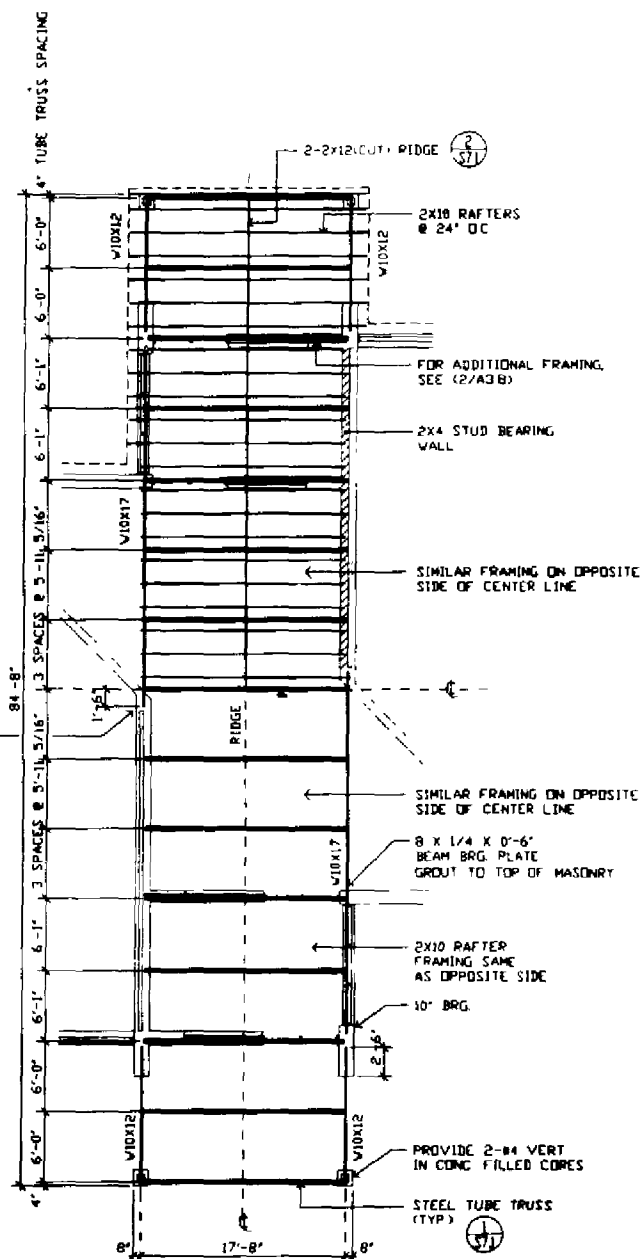 4" TUBE TRUSS SPACING
2-2X12(CUT) RIDGE
2
S7.1
6'-0"
W10X12
W10X12
2X10 RAFTERS
@ 24" OC
6'-0"
6'-1"
FOR ADDITIONAL FRAMING,
SEE (2/A3.8)
6'-1"
2X4 STUD BEARING
WALL
W10X17
3 SPACES @ 5'-11 5/16"
SIMILAR FRAMING ON OPPOSITE
SIDE OF CENTER LINE
84'-8"
1'-6"
RIDGE
℄
3 SPACES @ 5'-11 5/16"
SIMILAR FRAMING ON OPPOSITE
SIDE OF CENTER LINE
W10X17
8 X 1/4 X 0'-6"
BEAM BRG. PLATE
GROUT TO TOP OF MASONRY
6'-1"
2X10 RAFTER
FRAMING SAME
AS OPPOSITE SIDE
6'-1"
10" BRG.
6'-0"
W10X12
W10X12
6'-0"
PROVIDE 2-#4 VERT
IN CONC FILLED CORES
4"
STEEL TUBE TRUSS
(TYP)
1
S7.1
℄
8"
17'-8"
8"